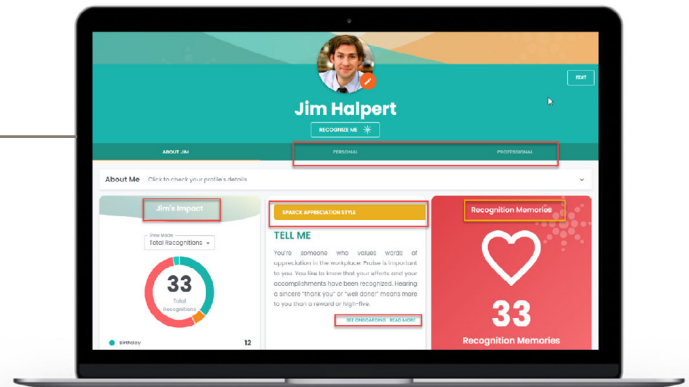 EDIT
Jim Halpert
RECOGNIZE ME
ABOUT JIM
PERSONAL
PROFESSIONAL
About Me Click to check your profile's details
Jim's Impact
View Mode
Total Recognitions
33
Total
Recognitions
Birthday 12
SPARCK APPRECIATION STYLE
TELL ME
You're someone who values words of
appreciation in the workplace. Praise is important
to you. You like to know that your efforts and your
accomplishments have been recognized. Hearing
a sincere "thank you" or "well done!" means more
to you than a reward or high-five.
READ MORE
Recognition Memories
33
Recognition Memories